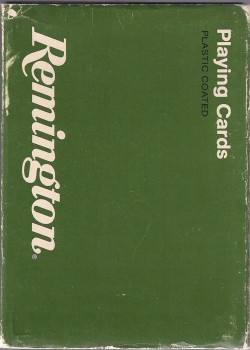 Playing Cards
PLASTIC COATED
Remington®